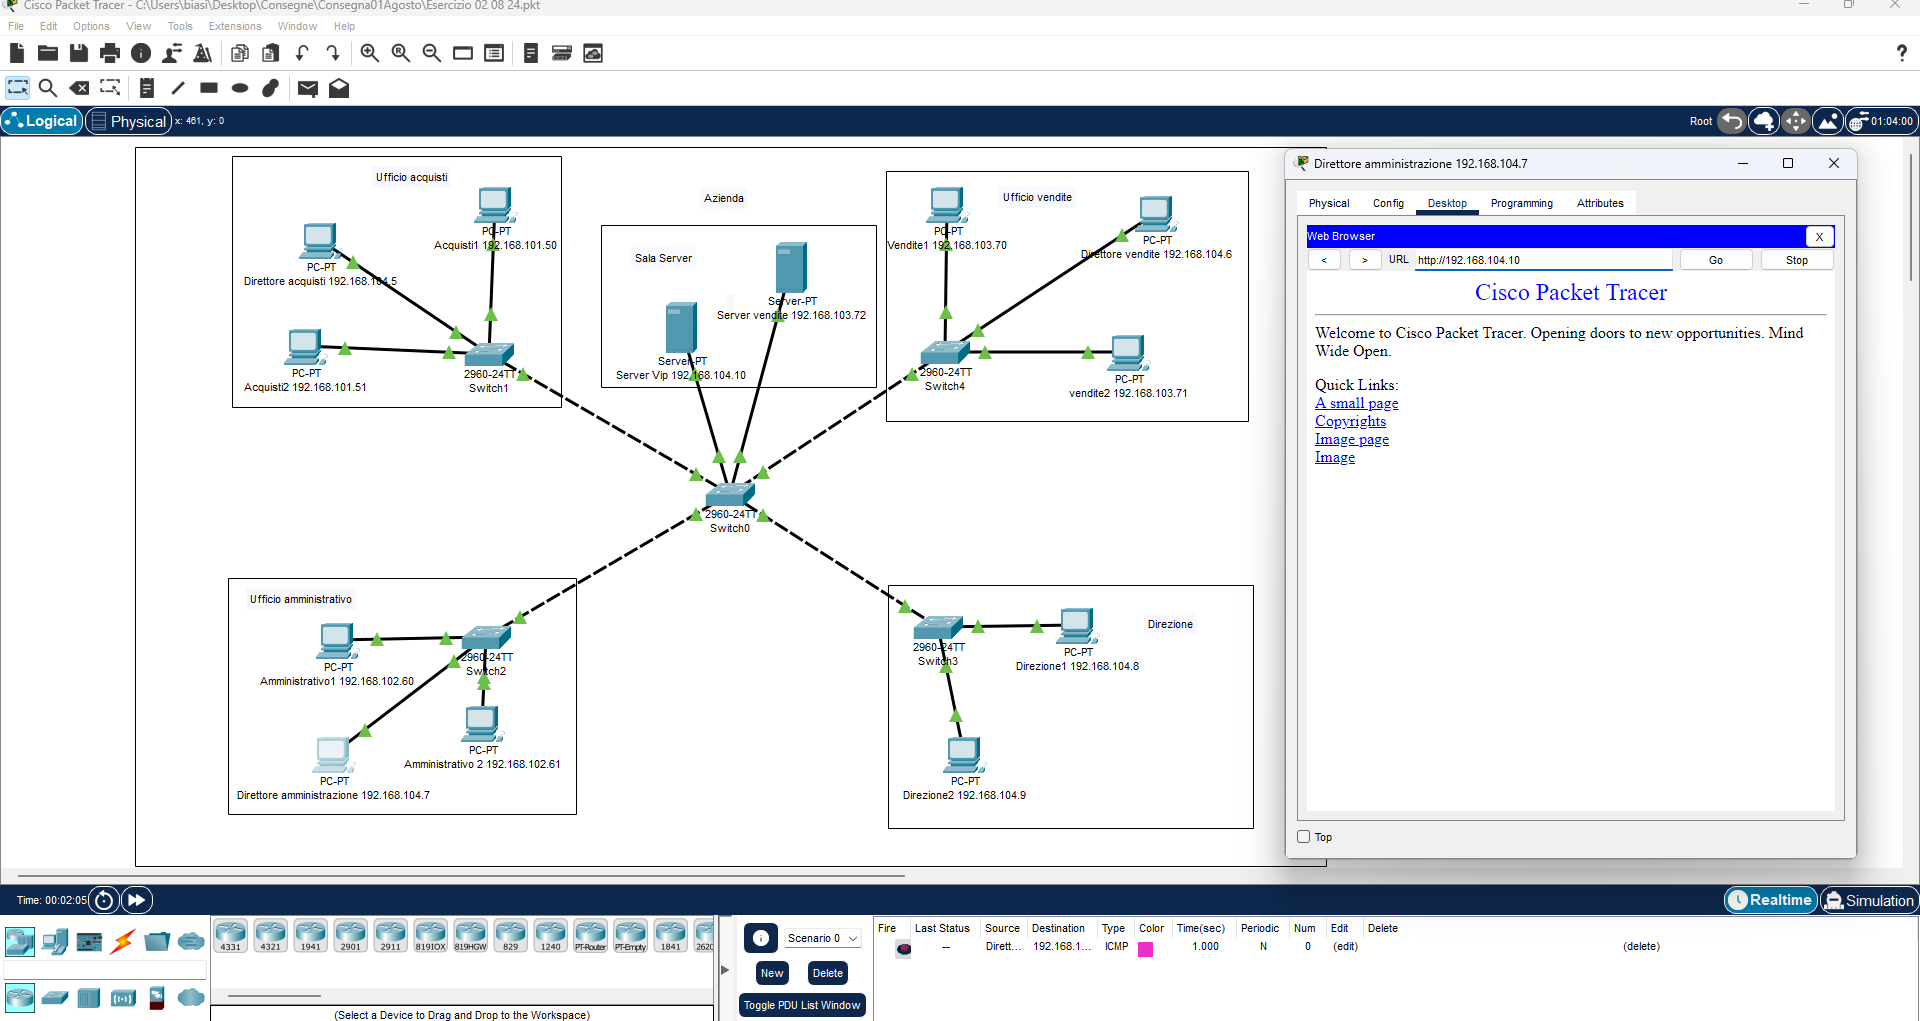 Cisco Packet Tracer - C:\Users\biasi\Desktop\Consegne\Consegna01Agosto\Esercizio 02 08 24.pkt
File Edit Options View Tools Extensions Window Help
Logical Physical x: 461, y: 0 Root 01:04:00
Ufficio acquisti
PC-PT
Acquisti1 192.168.101.50
PC-PT
Direttore acquisti 192.168.104.5
PC-PT
Acquisti2 192.168.101.51
2960-24TT
Switch1
Azienda
Sala Server
Server-PT
Server vendite 192.168.103.72
Server-PT
Server Vip 192.168.104.10
Ufficio vendite
PC-PT
Vendite1 192.168.103.70
PC-PT
Direttore vendite 192.168.104.6
2960-24TT
Switch4
PC-PT
vendite2 192.168.103.71
2960-24TT
Switch0
Ufficio amministrativo
PC-PT
Amministrativo1 192.168.102.60
2960-24TT
Switch2
PC-PT
Amministrativo 2 192.168.102.61
PC-PT
Direttore amministrazione 192.168.104.7
Direzione
2960-24TT
Switch3
PC-PT
Direzione1 192.168.104.8
PC-PT
Direzione2 192.168.104.9
Direttore amministrazione 192.168.104.7
Physical Config Desktop Programming Attributes
Web Browser X
< > URL http://192.168.104.10 Go Stop
Cisco Packet Tracer
Welcome to Cisco Packet Tracer. Opening doors to new opportunities. Mind
Wide Open.
Quick Links:
A small page
Copyrights
Image page
Image
Top
Time: 00:02:05 Realtime Simulation
4331 4321 1941 2901 2911 819IOX 819HGW 829 1240 PT-Router PT-Empty 1841 2620
(Select a Device to Drag and Drop to the Workspace)
Scenario 0
New Delete
Toggle PDU List Window
Fire Last Status Source Destination Type Color Time(sec) Periodic Num Edit Delete
-- Dirett... 192.168.1... ICMP 1.000 N 0 (edit) (delete)